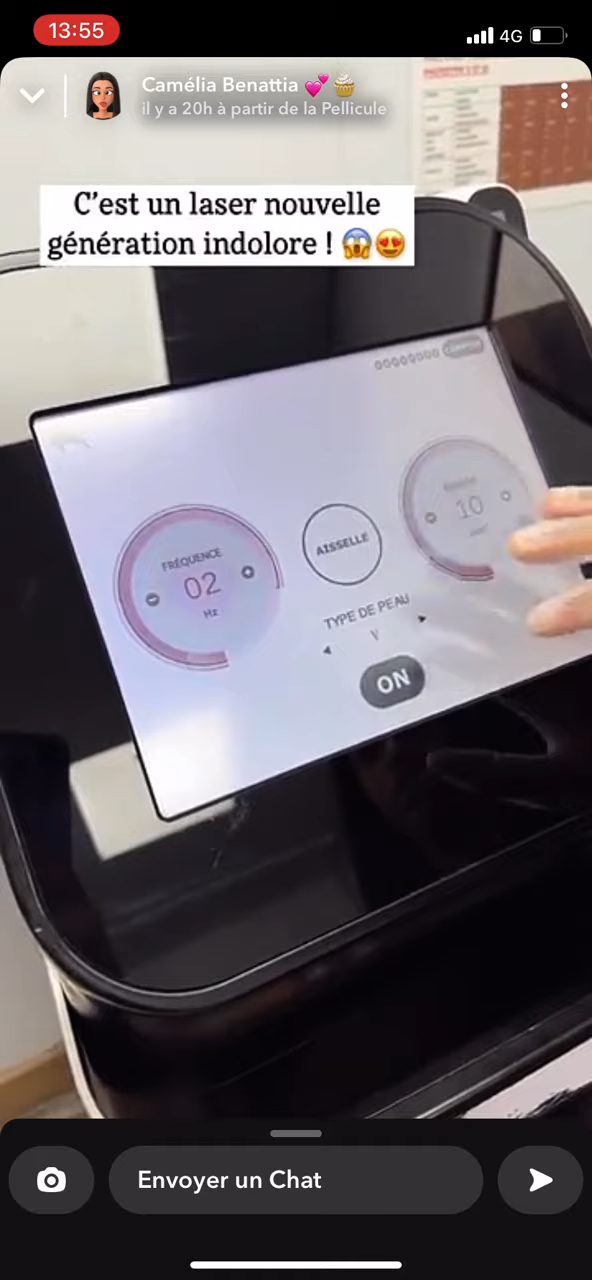 13:55
4G
Camélia Benattia 💕🧁
il y a 20h à partir de la Pellicule
C'est un laser nouvelle
génération indolore ! 😱😍
FRÉQUENCE
02
Hz
AISSELLE
10
TYPE DE PEAU
V
ON
Envoyer un Chat